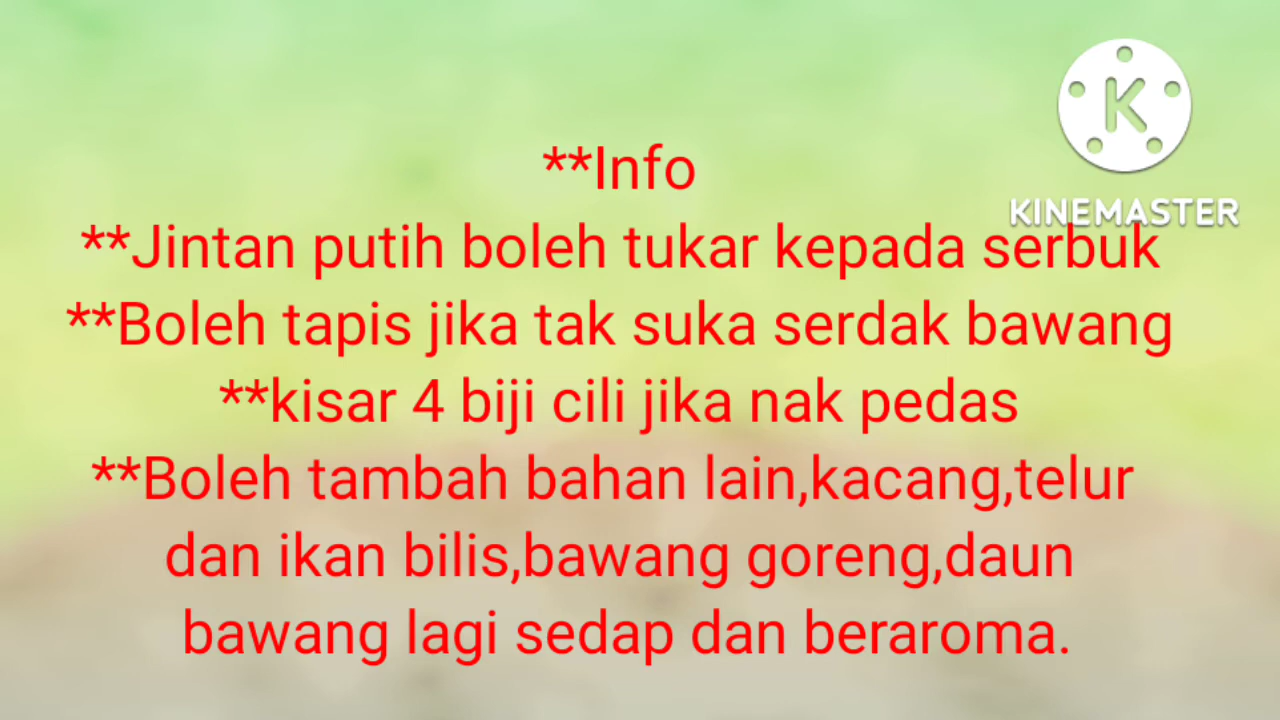 **Info
KINEMASTER
**Jintan putih boleh tukar kepada serbuk
**Boleh tapis jika tak suka serdak bawang
**kisar 4 biji cili jika nak pedas
**Boleh tambah bahan lain,kacang,telur
dan ikan bilis,bawang goreng,daun
bawang lagi sedap dan beraroma.